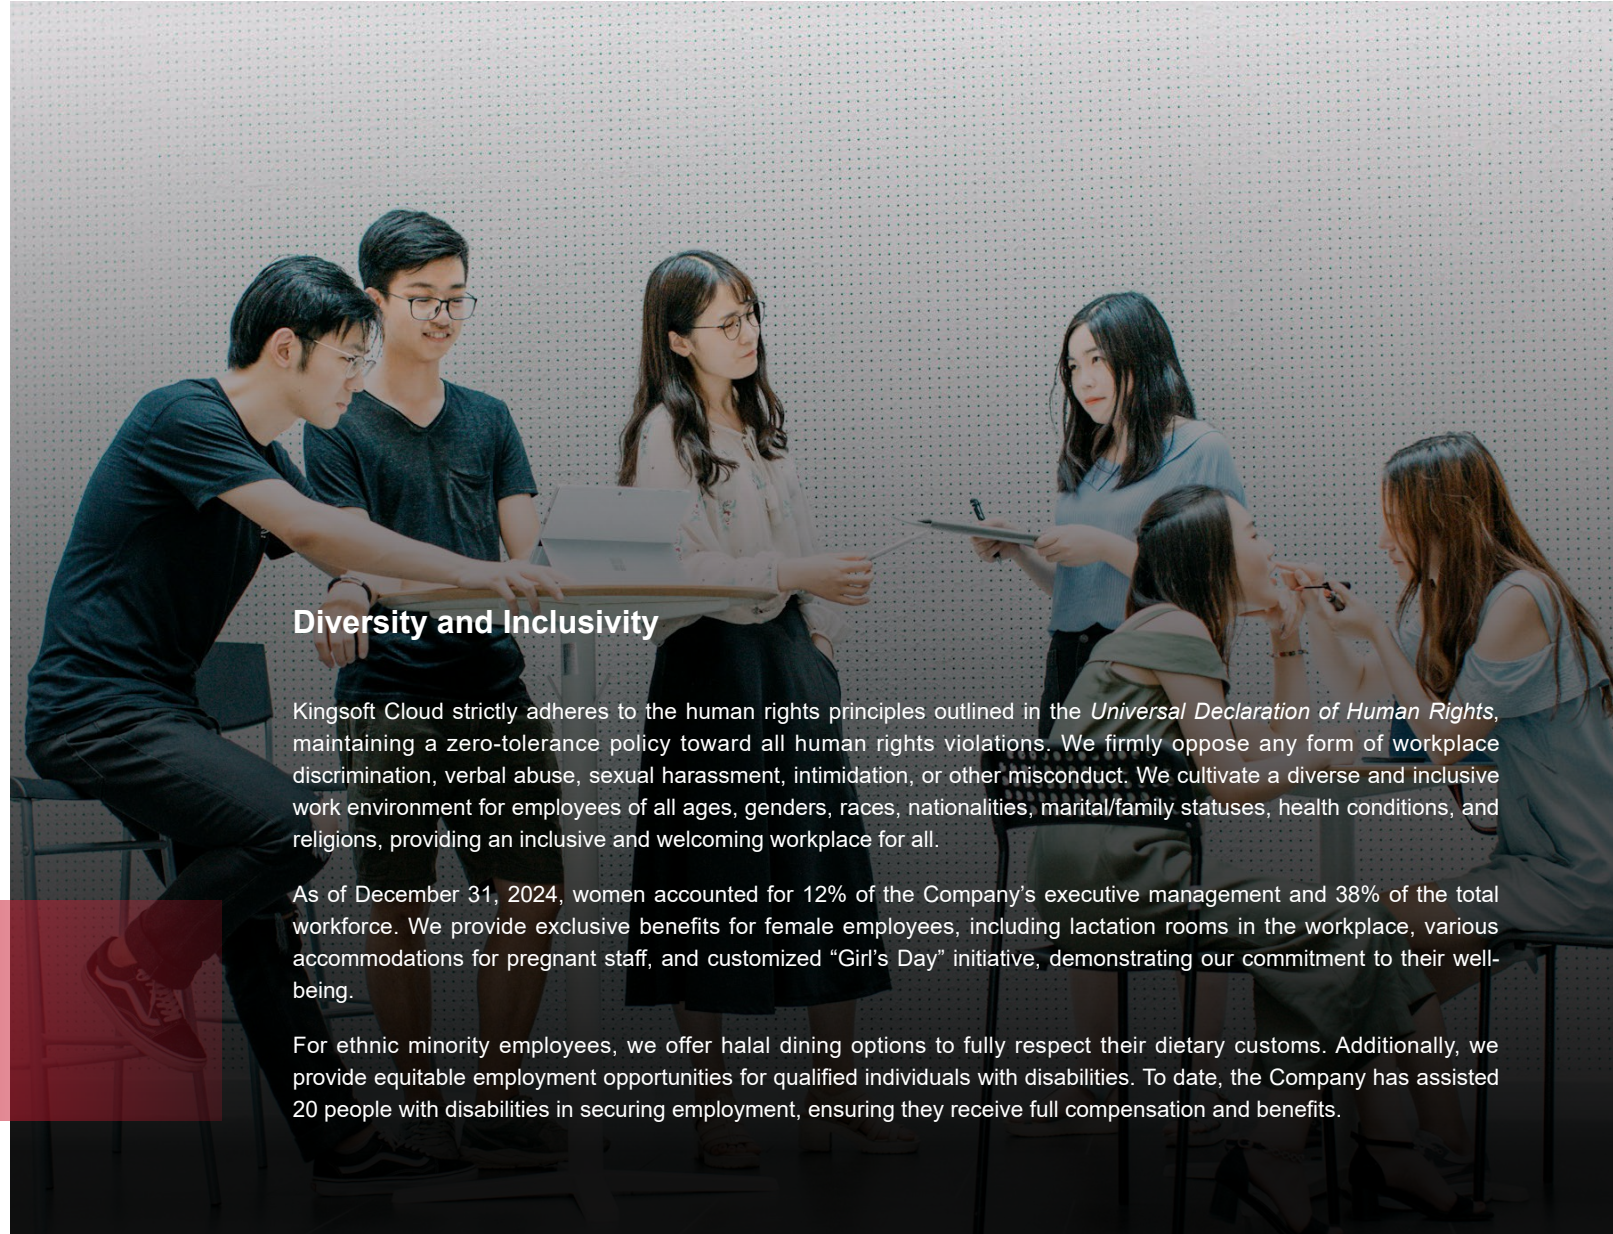 Diversity and Inclusivity
Kingsoft Cloud strictly adheres to the human rights principles outlined in the Universal Declaration of Human Rights,
maintaining a zero-tolerance policy toward all human rights violations. We firmly oppose any form of workplace
discrimination, verbal abuse, sexual harassment, intimidation, or other misconduct. We cultivate a diverse and inclusive
work environment for employees of all ages, genders, races, nationalities, marital/family statuses, health conditions, and
religions, providing an inclusive and welcoming workplace for all.
As of December 31, 2024, women accounted for 12% of the Company’s executive management and 38% of the total
workforce. We provide exclusive benefits for female employees, including lactation rooms in the workplace, various
accommodations for pregnant staff, and customized “Girl’s Day” initiative, demonstrating our commitment to their well-
being.
For ethnic minority employees, we offer halal dining options to fully respect their dietary customs. Additionally, we
provide equitable employment opportunities for qualified individuals with disabilities. To date, the Company has assisted
20 people with disabilities in securing employment, ensuring they receive full compensation and benefits.